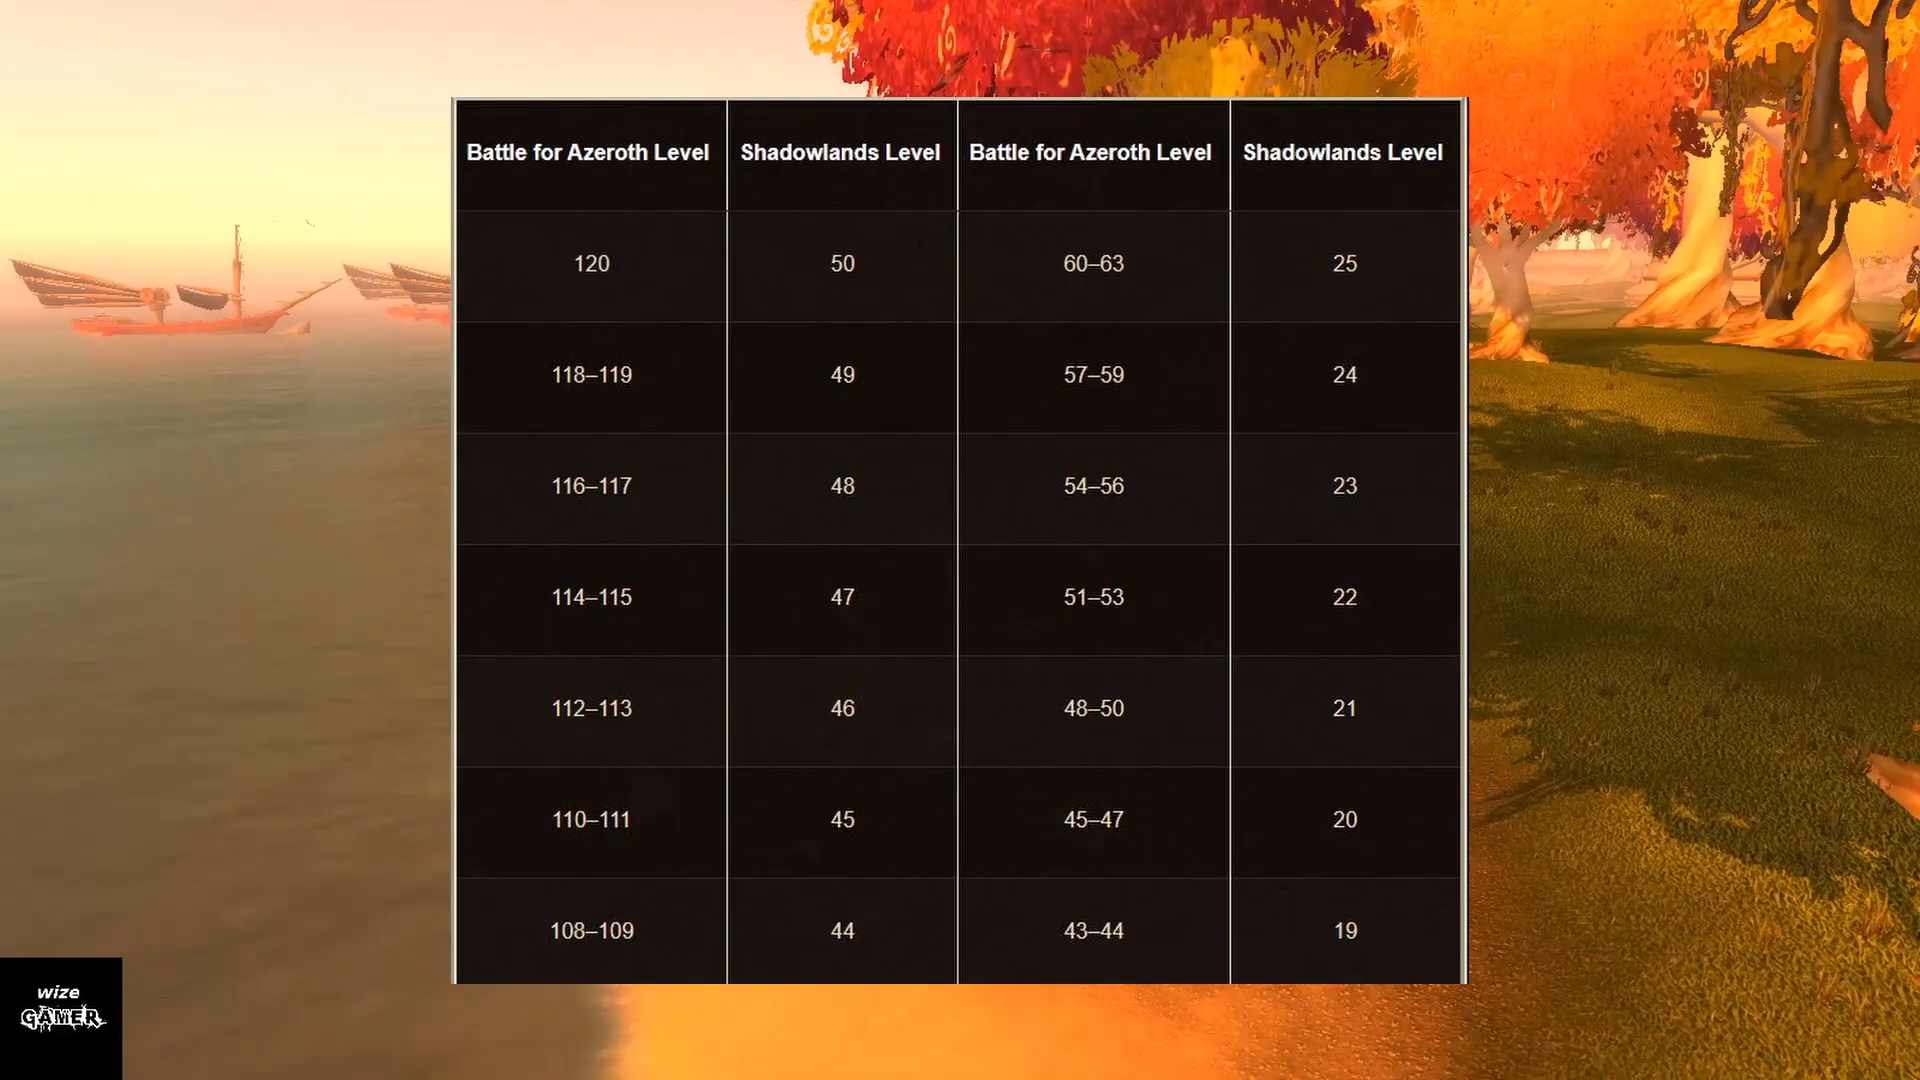 Battle for Azeroth Level Shadowlands Level Battle for Azeroth Level Shadowlands Level
120 50 60–63 25
118–119 49 57–59 24
116–117 48 54–56 23
114–115 47 51–53 22
112–113 46 48–50 21
110–111 45 45–47 20
108–109 44 43–44 19
wize
GAMER